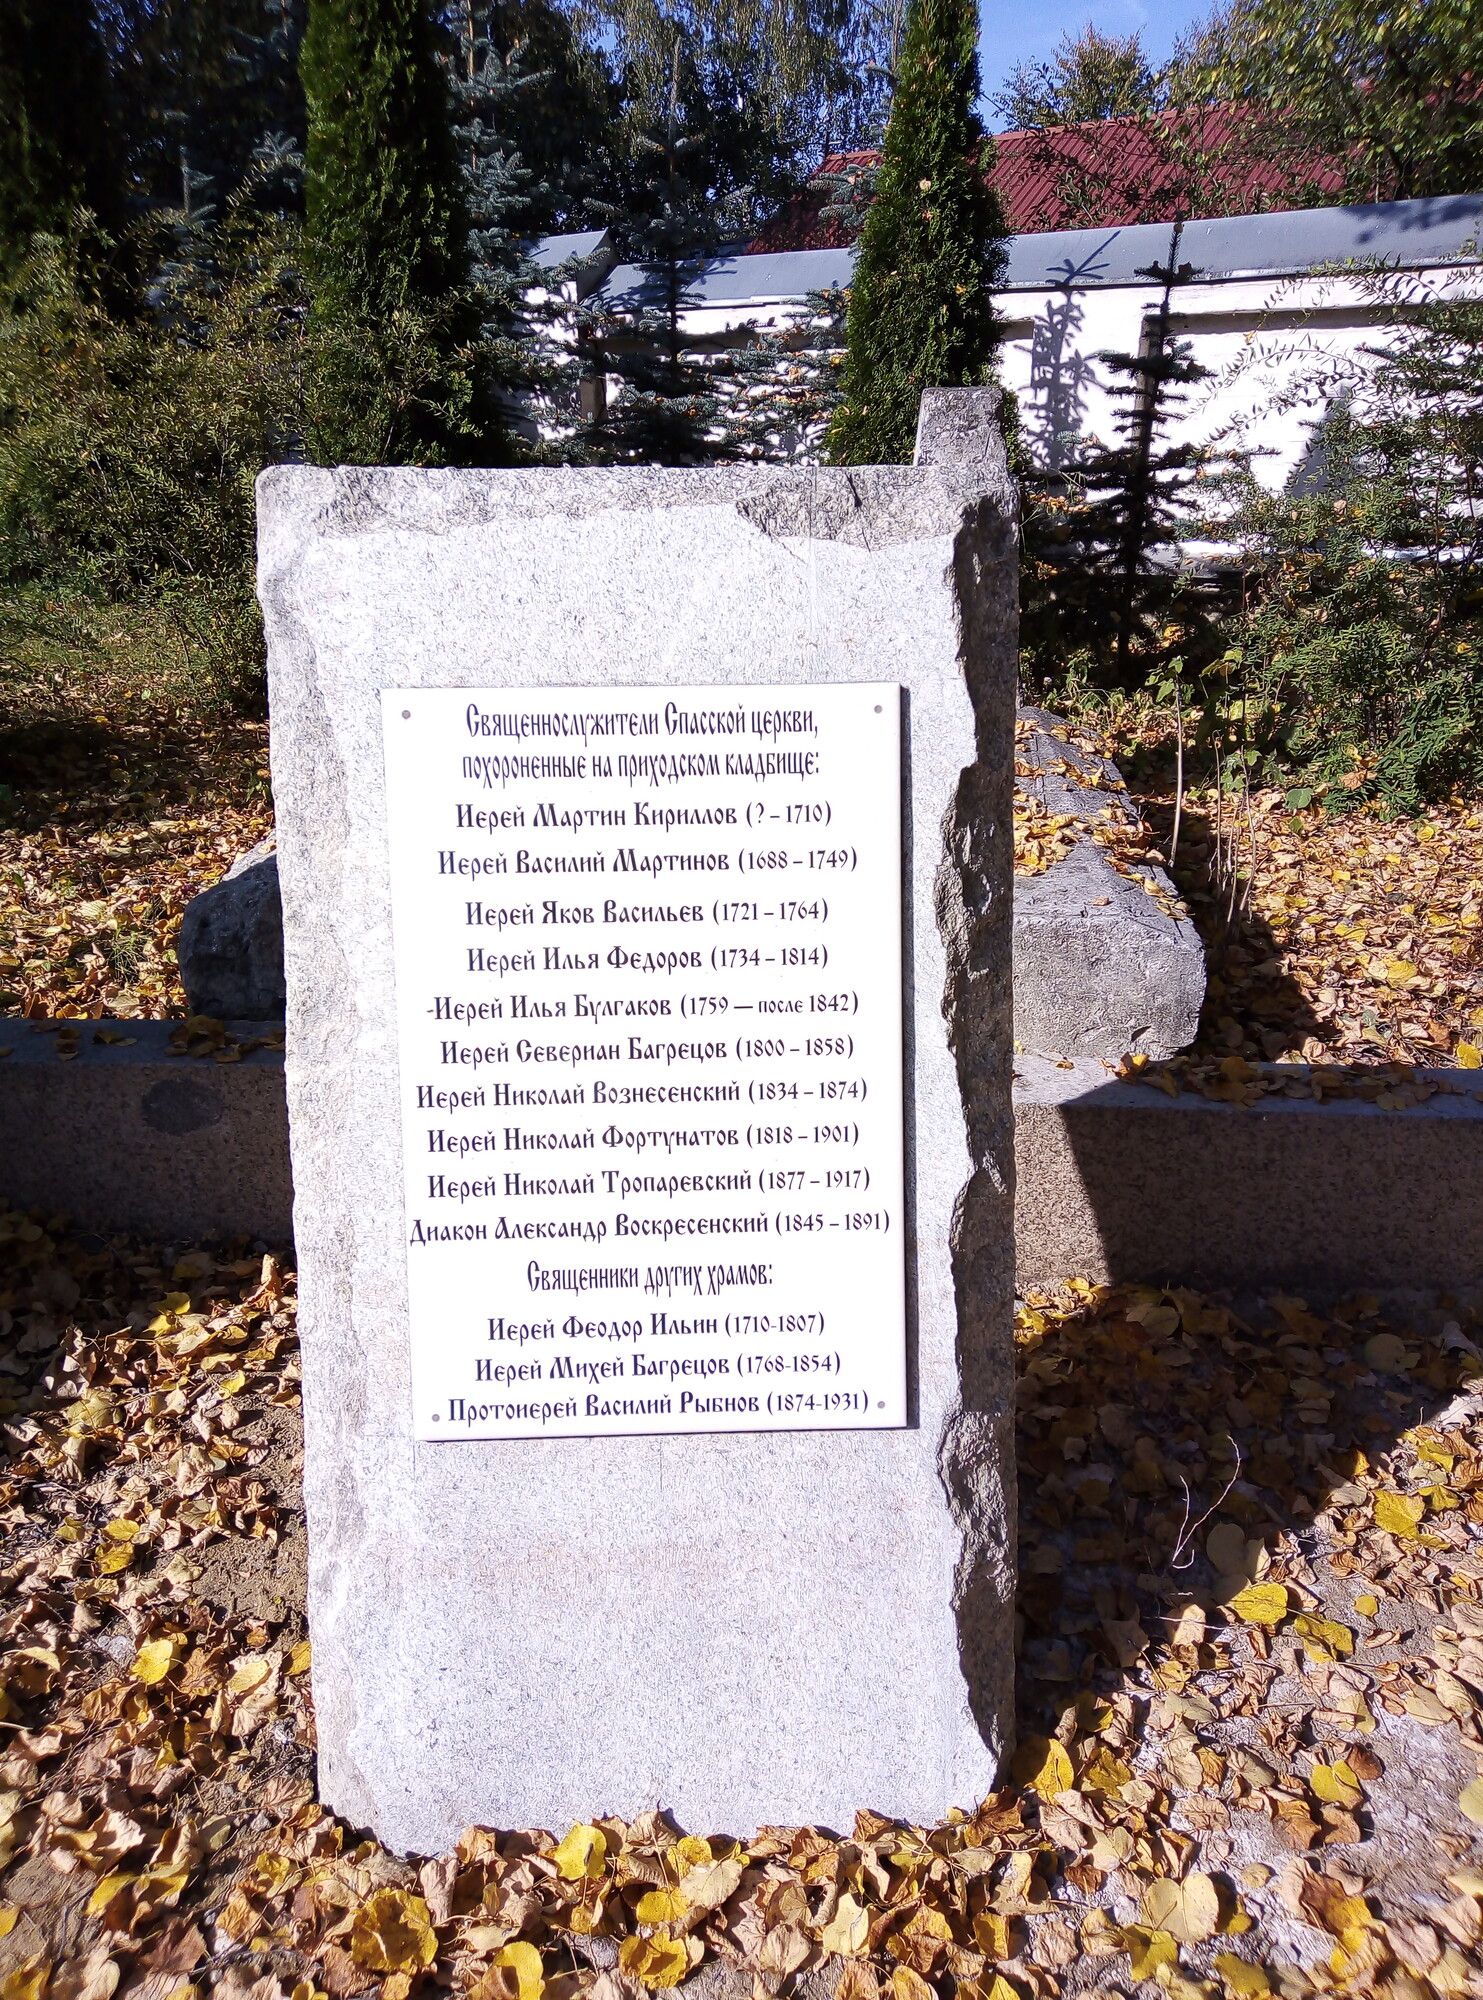 Священнослужители Спасской церкви,
похороненные на приходском кладбище:
Иерей Мартин Кириллов (? – 1710)
Иерей Василий Мартинов (1688 – 1749)
Иерей Яков Васильев (1721 – 1764)
Иерей Илья Федоров (1734 – 1814)
-Иерей Илья Булгаков (1759 — после 1842)
Иерей Севериан Багрецов (1800 – 1858)
Иерей Николай Вознесенский (1834 – 1874)
Иерей Николай Фортунатов (1818 – 1901)
Иерей Николай Тропаревский (1877 – 1917)
Диакон Александр Воскресенский (1845 – 1891)
Священники других храмов:
Иерей Феодор Ильин (1710-1807)
Иерей Михей Багрецов (1768-1854)
Протоиерей Василий Рыбнов (1874-1931)